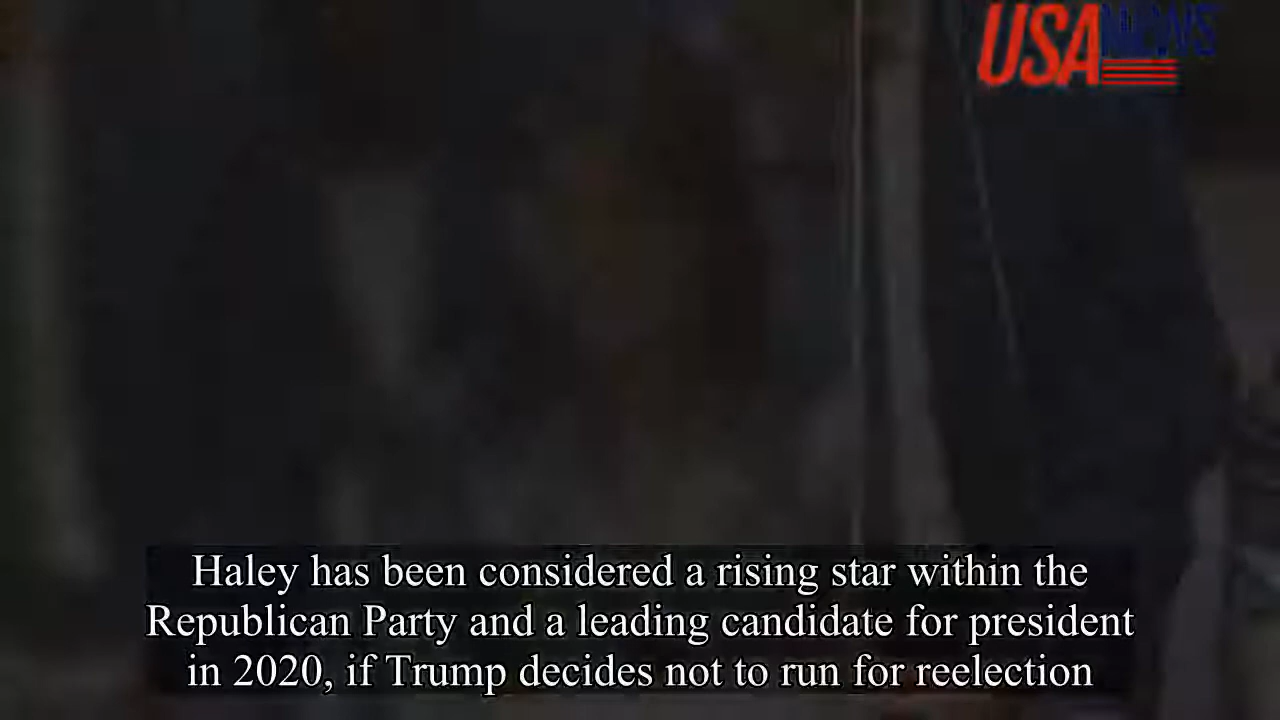 USA NEWS
Haley has been considered a rising star within the
Republican Party and a leading candidate for president
in 2020, if Trump decides not to run for reelection